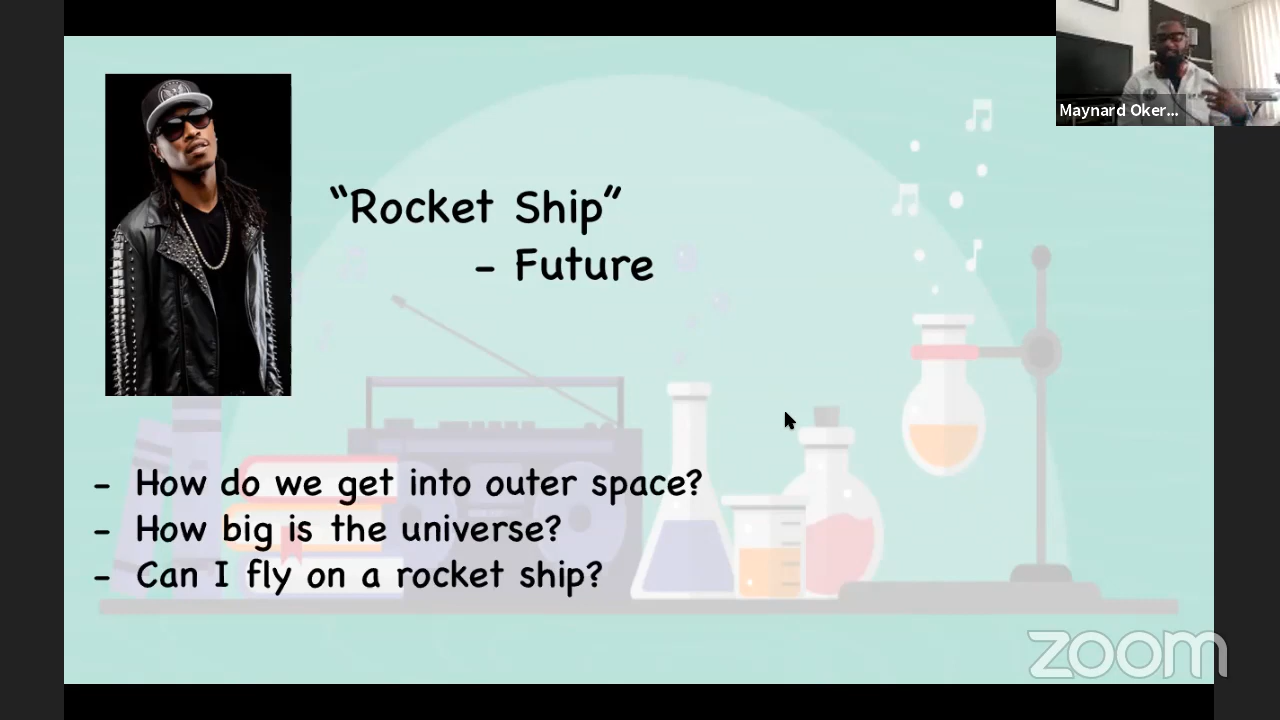 Maynard Oker...
“Rocket Ship”
- Future
- How do we get into outer space?
- How big is the universe?
- Can I fly on a rocket ship?
zoom